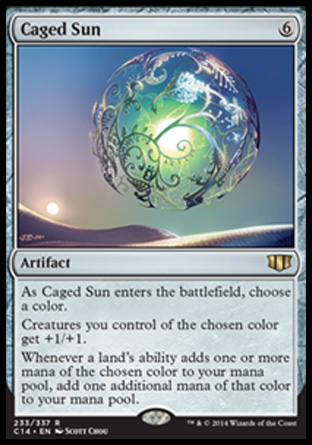 Caged Sun 6
Artifact
As Caged Sun enters the battlefield, choose
a color.
Creatures you control of the chosen color
get +1/+1.
Whenever a land's ability adds one or more
mana of the chosen color to your mana
pool, add one additional mana of that color
to your mana pool.
233/337 R
C14 • EN Scott Chou
™ & © 2014 Wizards of the Coast